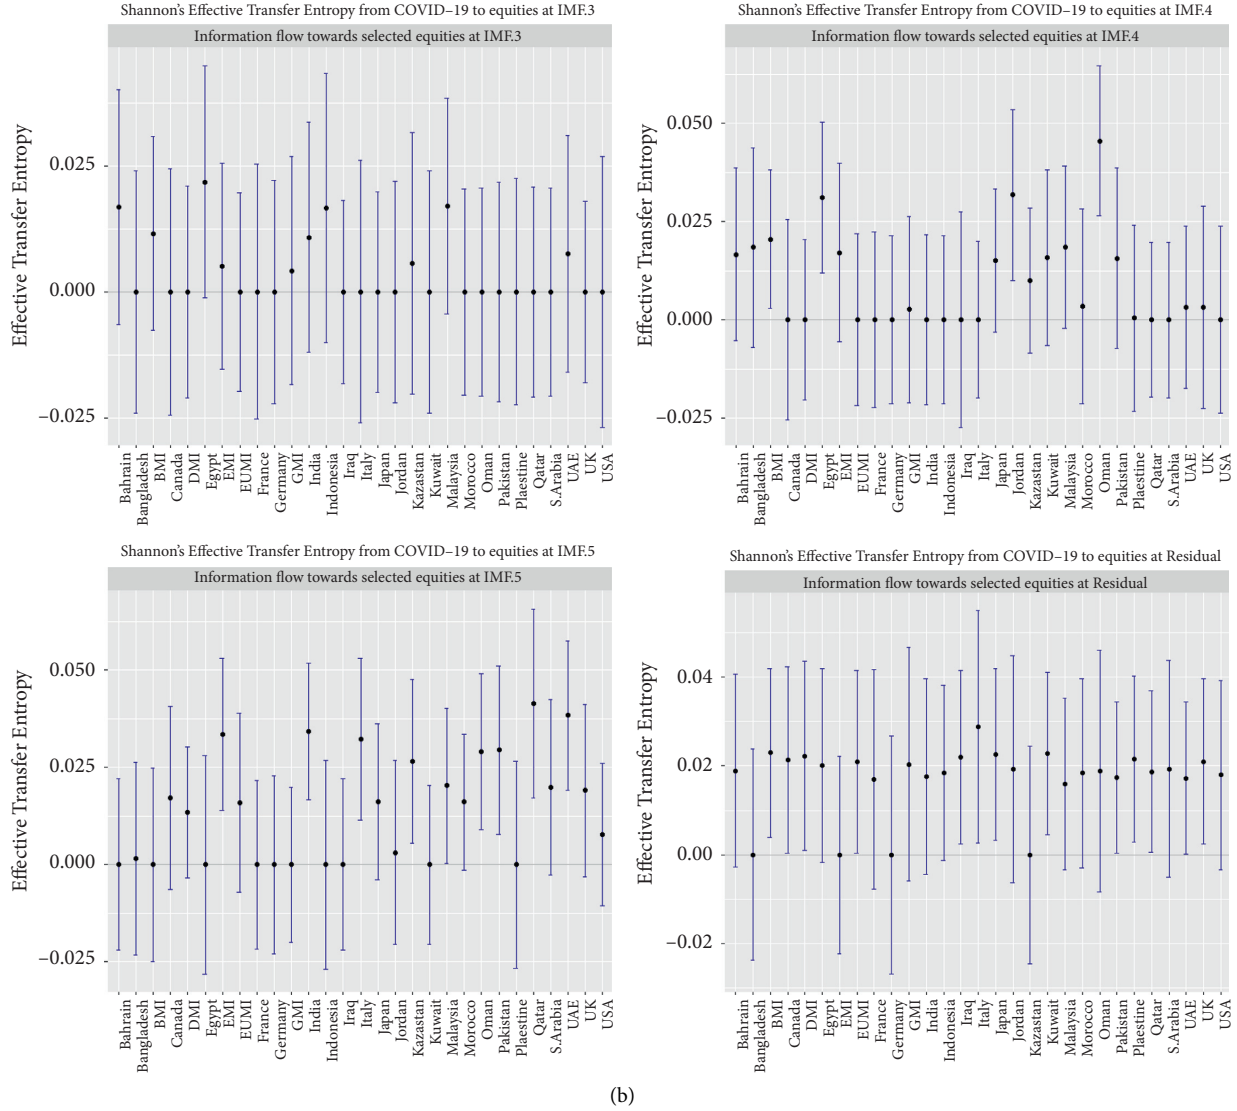 Shannon's Effective Transfer Entropy from COVID–19 to equities at IMF.3
Information flow towards selected equities at IMF.3
Effective Transfer Entropy
0.025
0.000
–0.025
Bahrain
Bangladesh
BMI
Canada
DMI
Egypt
EMI
EUMI
France
Germany
GMI
India
Indonesia
Iraq
Italy
Japan
Jordan
Kazastan
Kuwait
Malaysia
Morocco
Oman
Pakistan
Plaestine
Qatar
S.Arabia
UAE
UK
USA
Shannon's Effective Transfer Entropy from COVID–19 to equities at IMF.4
Information flow towards selected equities at IMF.4
Effective Transfer Entropy
0.050
0.025
0.000
–0.025
Bahrain
Bangladesh
BMI
Canada
DMI
Egypt
EMI
EUMI
France
Germany
GMI
India
Indonesia
Iraq
Italy
Japan
Jordan
Kazastan
Kuwait
Malaysia
Morocco
Oman
Pakistan
Plaestine
Qatar
S.Arabia
UAE
UK
USA
Shannon's Effective Transfer Entropy from COVID–19 to equities at IMF.5
Information flow towards selected equities at IMF.5
Effective Transfer Entropy
0.050
0.025
0.000
–0.025
Bahrain
Bangladesh
BMI
Canada
DMI
Egypt
EMI
EUMI
France
Germany
GMI
India
Indonesia
Iraq
Italy
Japan
Jordan
Kazastan
Kuwait
Malaysia
Morocco
Oman
Pakistan
Plaestine
Qatar
S.Arabia
UAE
UK
USA
Shannon's Effective Transfer Entropy from COVID–19 to equities at Residual
Information flow towards selected equities at Residual
Effective Transfer Entropy
0.04
0.02
0.00
–0.02
Bahrain
Bangladesh
BMI
Canada
DMI
Egypt
EMI
EUMI
France
Germany
GMI
India
Indonesia
Iraq
Italy
Japan
Jordan
Kazastan
Kuwait
Malaysia
Morocco
Oman
Pakistan
Plaestine
Qatar
S.Arabia
UAE
UK
USA
(b)